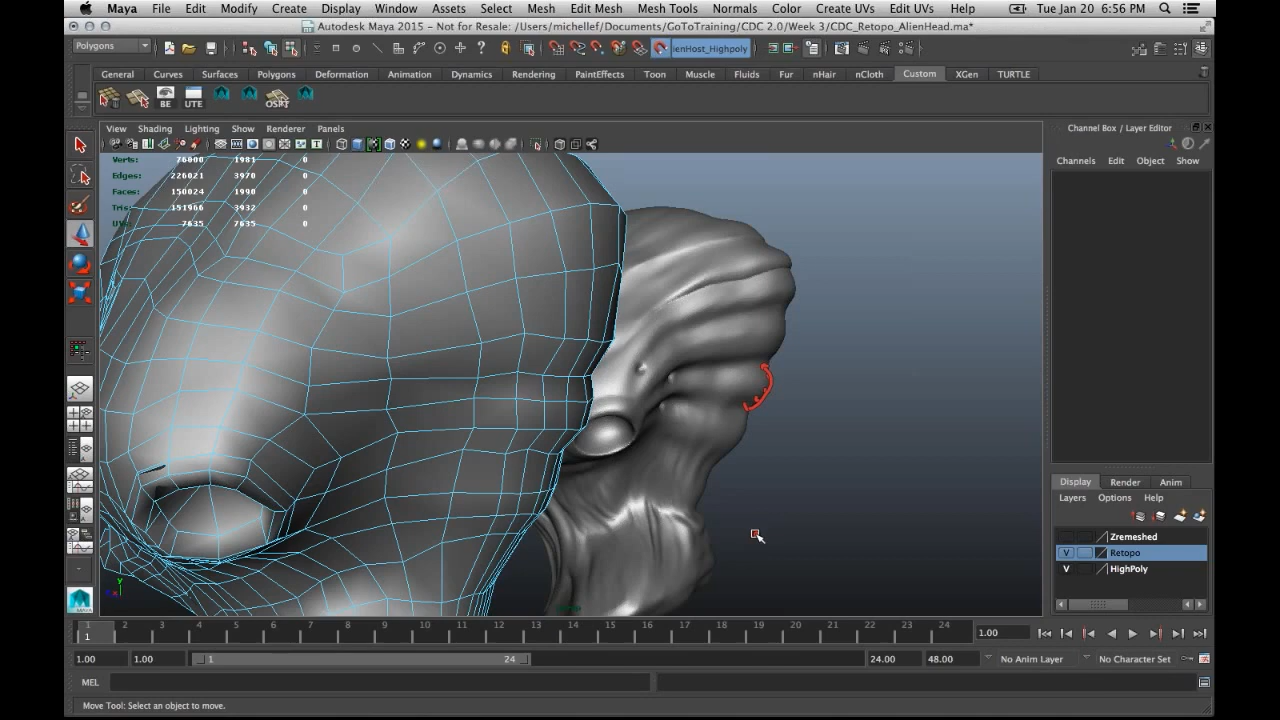 Maya File Edit Modify Create Display Window Assets Select Mesh Edit Mesh Mesh Tools Normals Color Create UVs Edit UVs Help Tue Jan 20 6:56 PM
Autodesk Maya 2015 - Not for Resale: /Users/michellef/Documents/GoToTraining/CDC 2.0/Week 3/CDC_Retopo_AlienHead.ma*
Polygons ienHost_Highpoly
General Curves Surfaces Polygons Deformation Animation Dynamics Rendering PaintEffects Toon Muscle Fluids Fur nHair nCloth Custom XGen TURTLE
BE UTE
View Shading Lighting Show Renderer Panels
Channel Box / Layer Editor
Channels Edit Object Show
Verts: 76000 1981 0
Edges: 226021 3970 0
Faces: 150024 1990 0
Tris: 151966 3932 0
7635 7635 0
Display Render Anim
Layers Options Help
Zremeshed
V Retopo
V HighPoly
y
1 2 3 4 5 6 7 8 9 10 11 12 13 14 15 16 17 18 19 20 21 22 23 24
1 1.00
1.00 1.00 1 24 24.00 48.00 No Anim Layer No Character Set
MEL
Move Tool: Select an object to move.